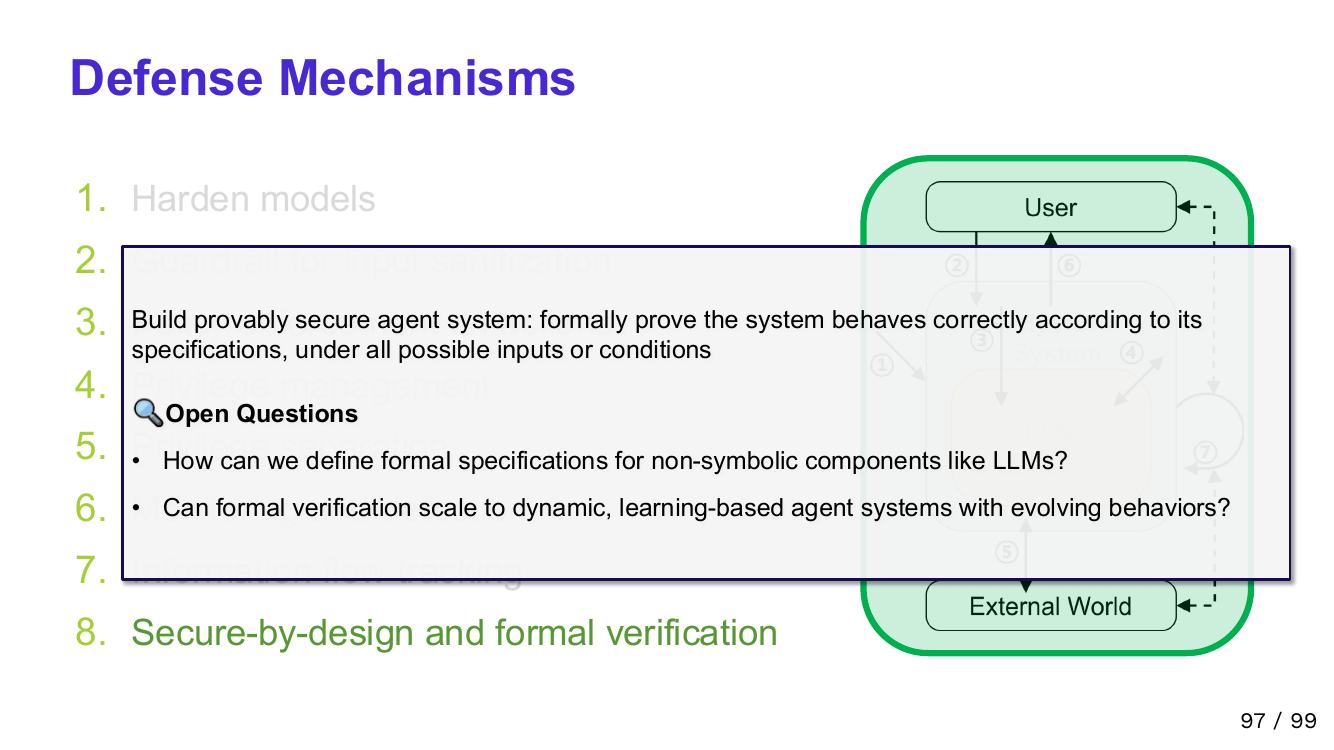 Defense Mechanisms
1. Harden models
2. Guardrail for input sanitization
3.
4. Privilege management
5. Privilege separation
6.
7. Information flow tracking
8. Secure-by-design and formal verification
Build provably secure agent system: formally prove the system behaves correctly according to its
specifications, under all possible inputs or conditions
🔍Open Questions
• How can we define formal specifications for non-symbolic components like LLMs?
• Can formal verification scale to dynamic, learning-based agent systems with evolving behaviors?
User
② ⑥
③ System ④
①
⑦
⑤
External World
97 / 99